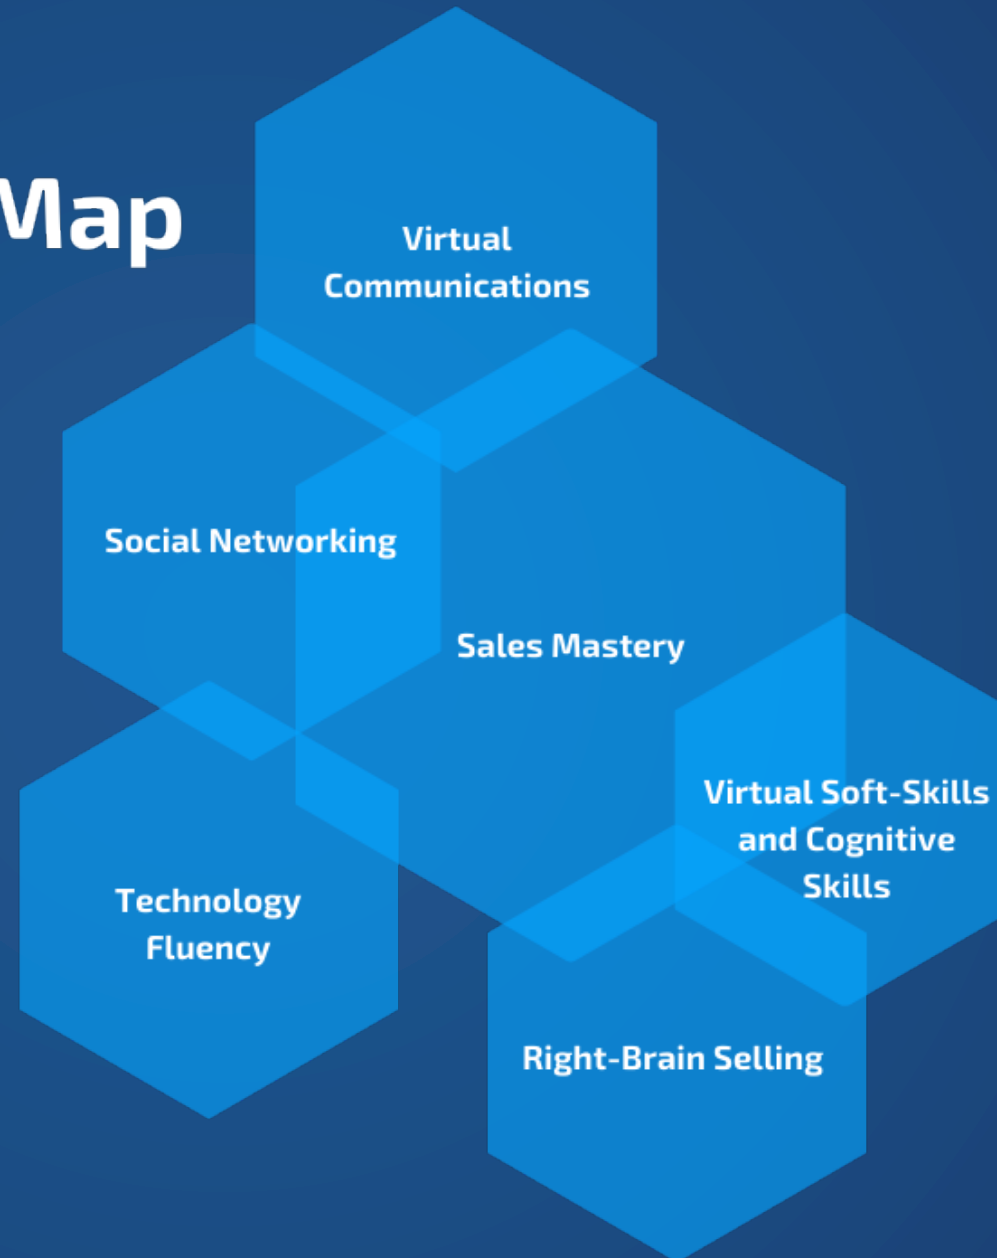 Map
Virtual
Communications
Social Networking
Sales Mastery
Virtual Soft-Skills
and Cognitive
Skills
Technology
Fluency
Right-Brain Selling